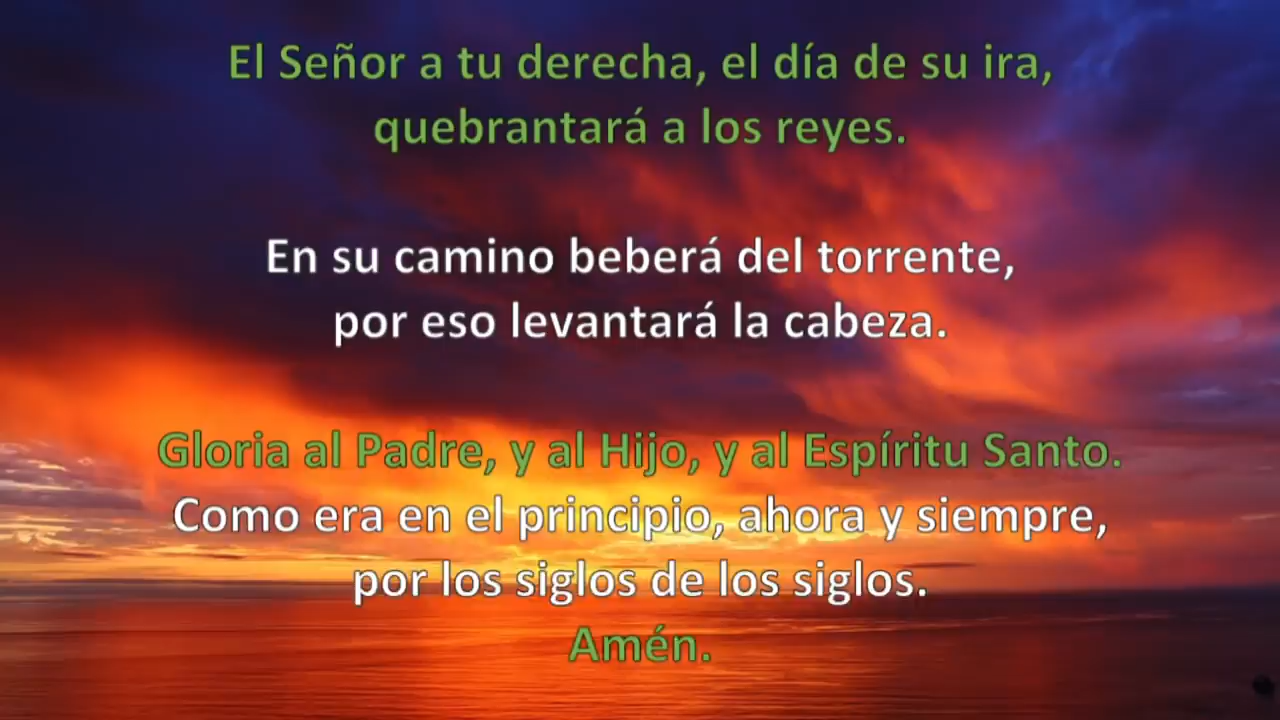 El Señor a tu derecha, el día de su ira,
quebrantará a los reyes.
En su camino beberá del torrente,
por eso levantará la cabeza.
Gloria al Padre, y al Hijo, y al Espíritu Santo.
Como era en el principio, ahora y siempre,
por los siglos de los siglos.
Amén.